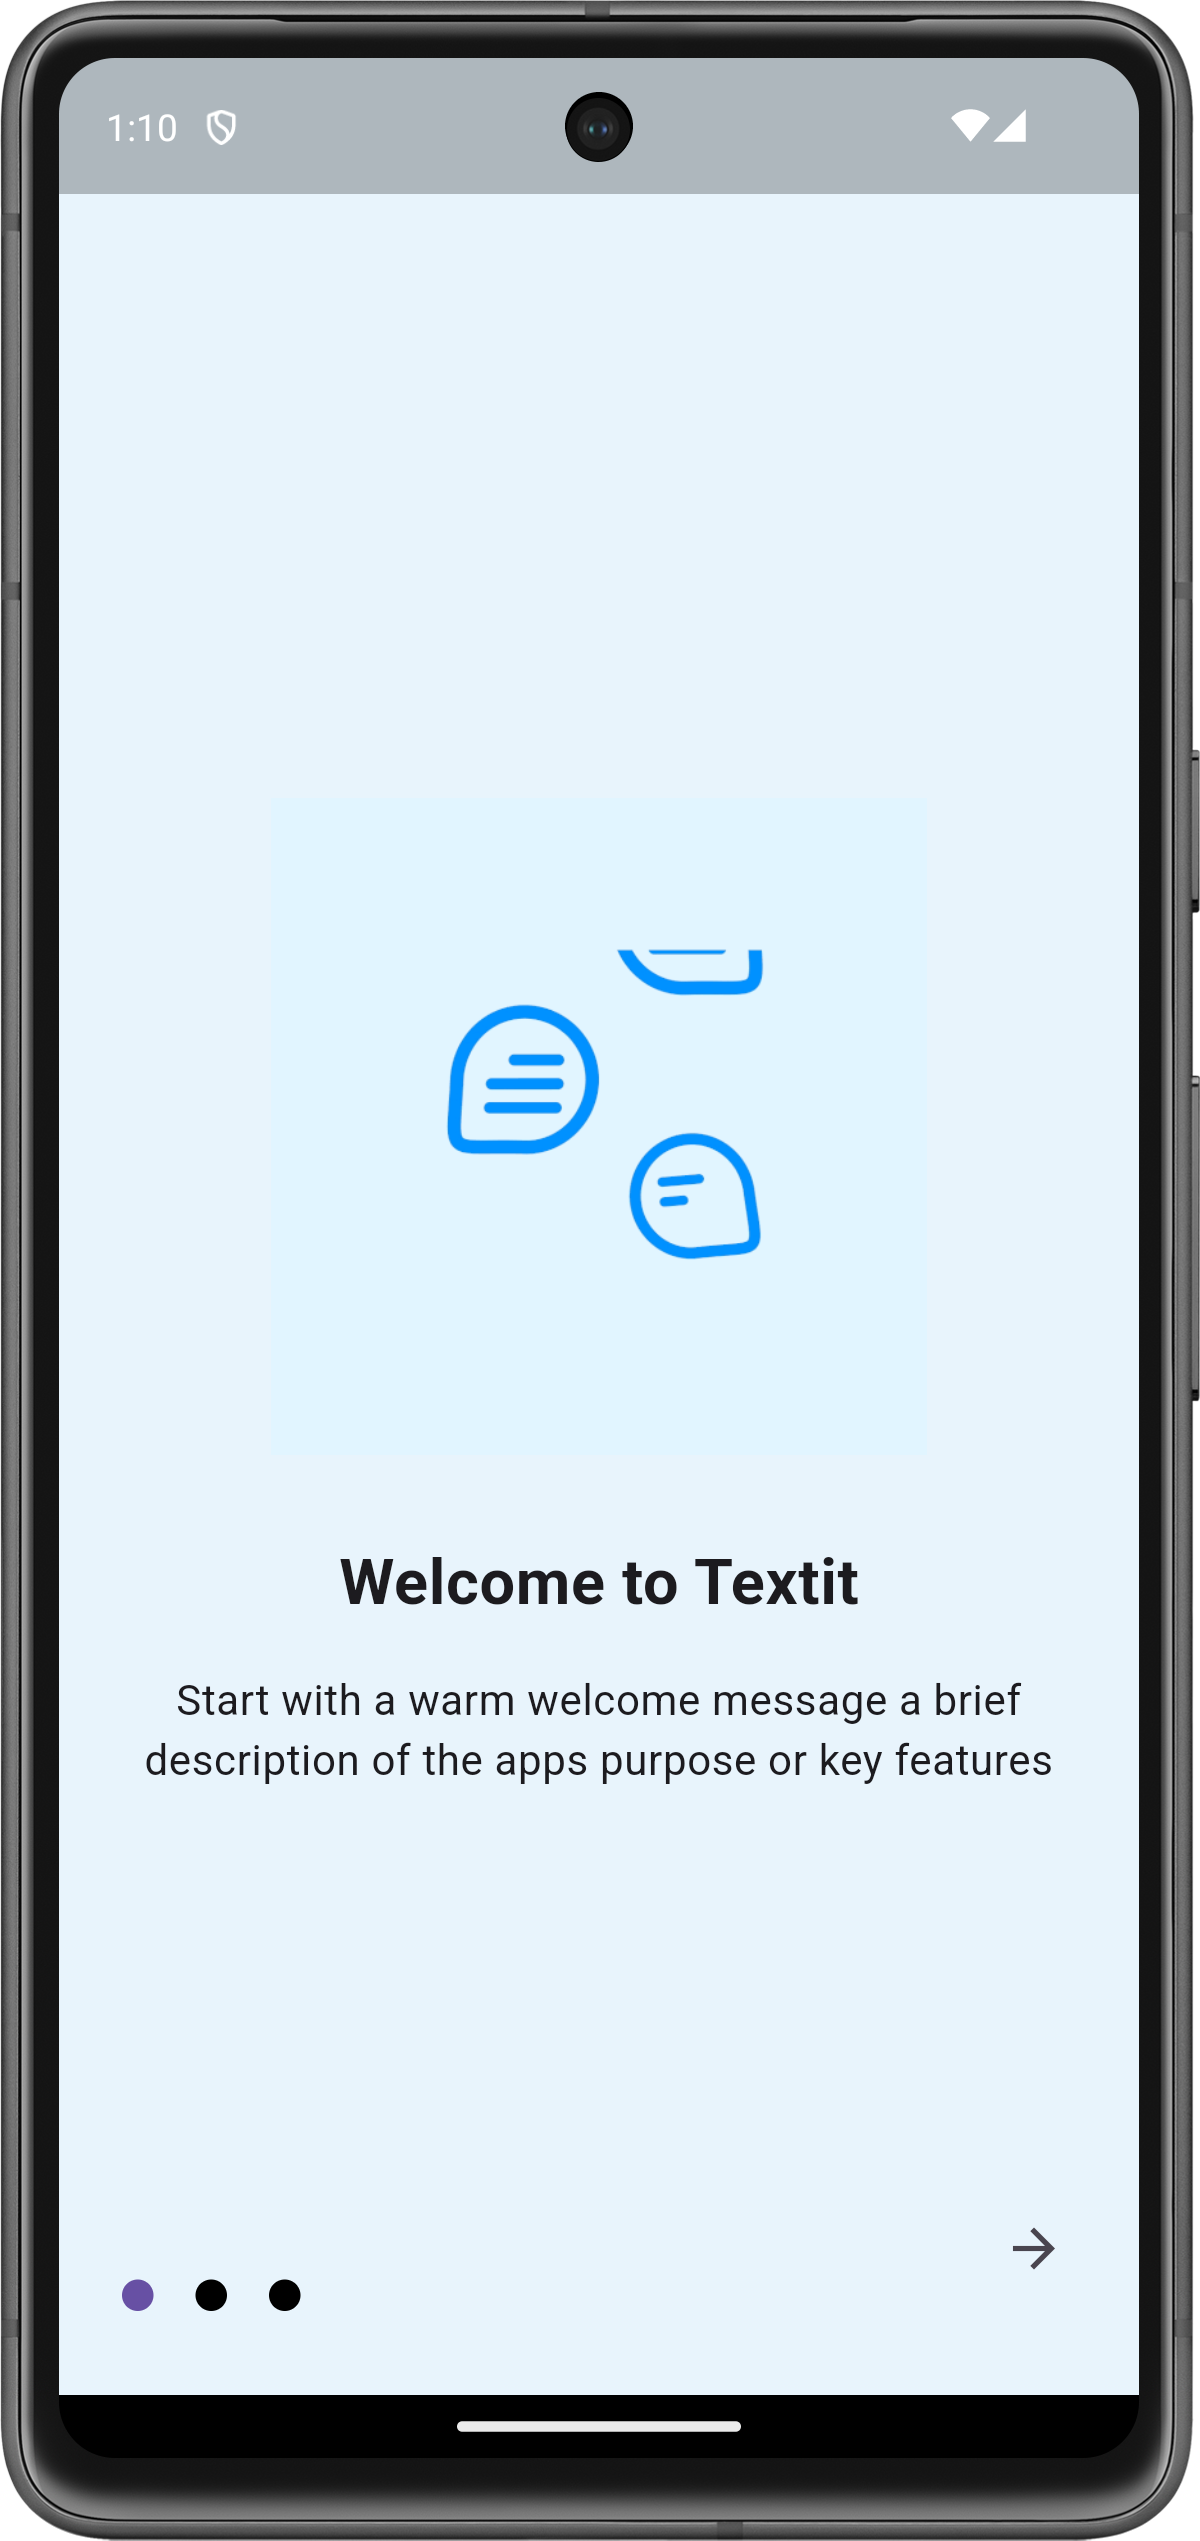 1:10
Welcome to Textit
Start with a warm welcome message a brief
description of the apps purpose or key features